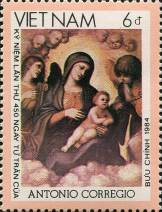 VIETNAM 6đ
KỶ NIỆM LẦN THỨ 450 NGÀY TỪ TRẦN CỦA
BƯU CHÍNH 1984
ANTONIO CORREGIO